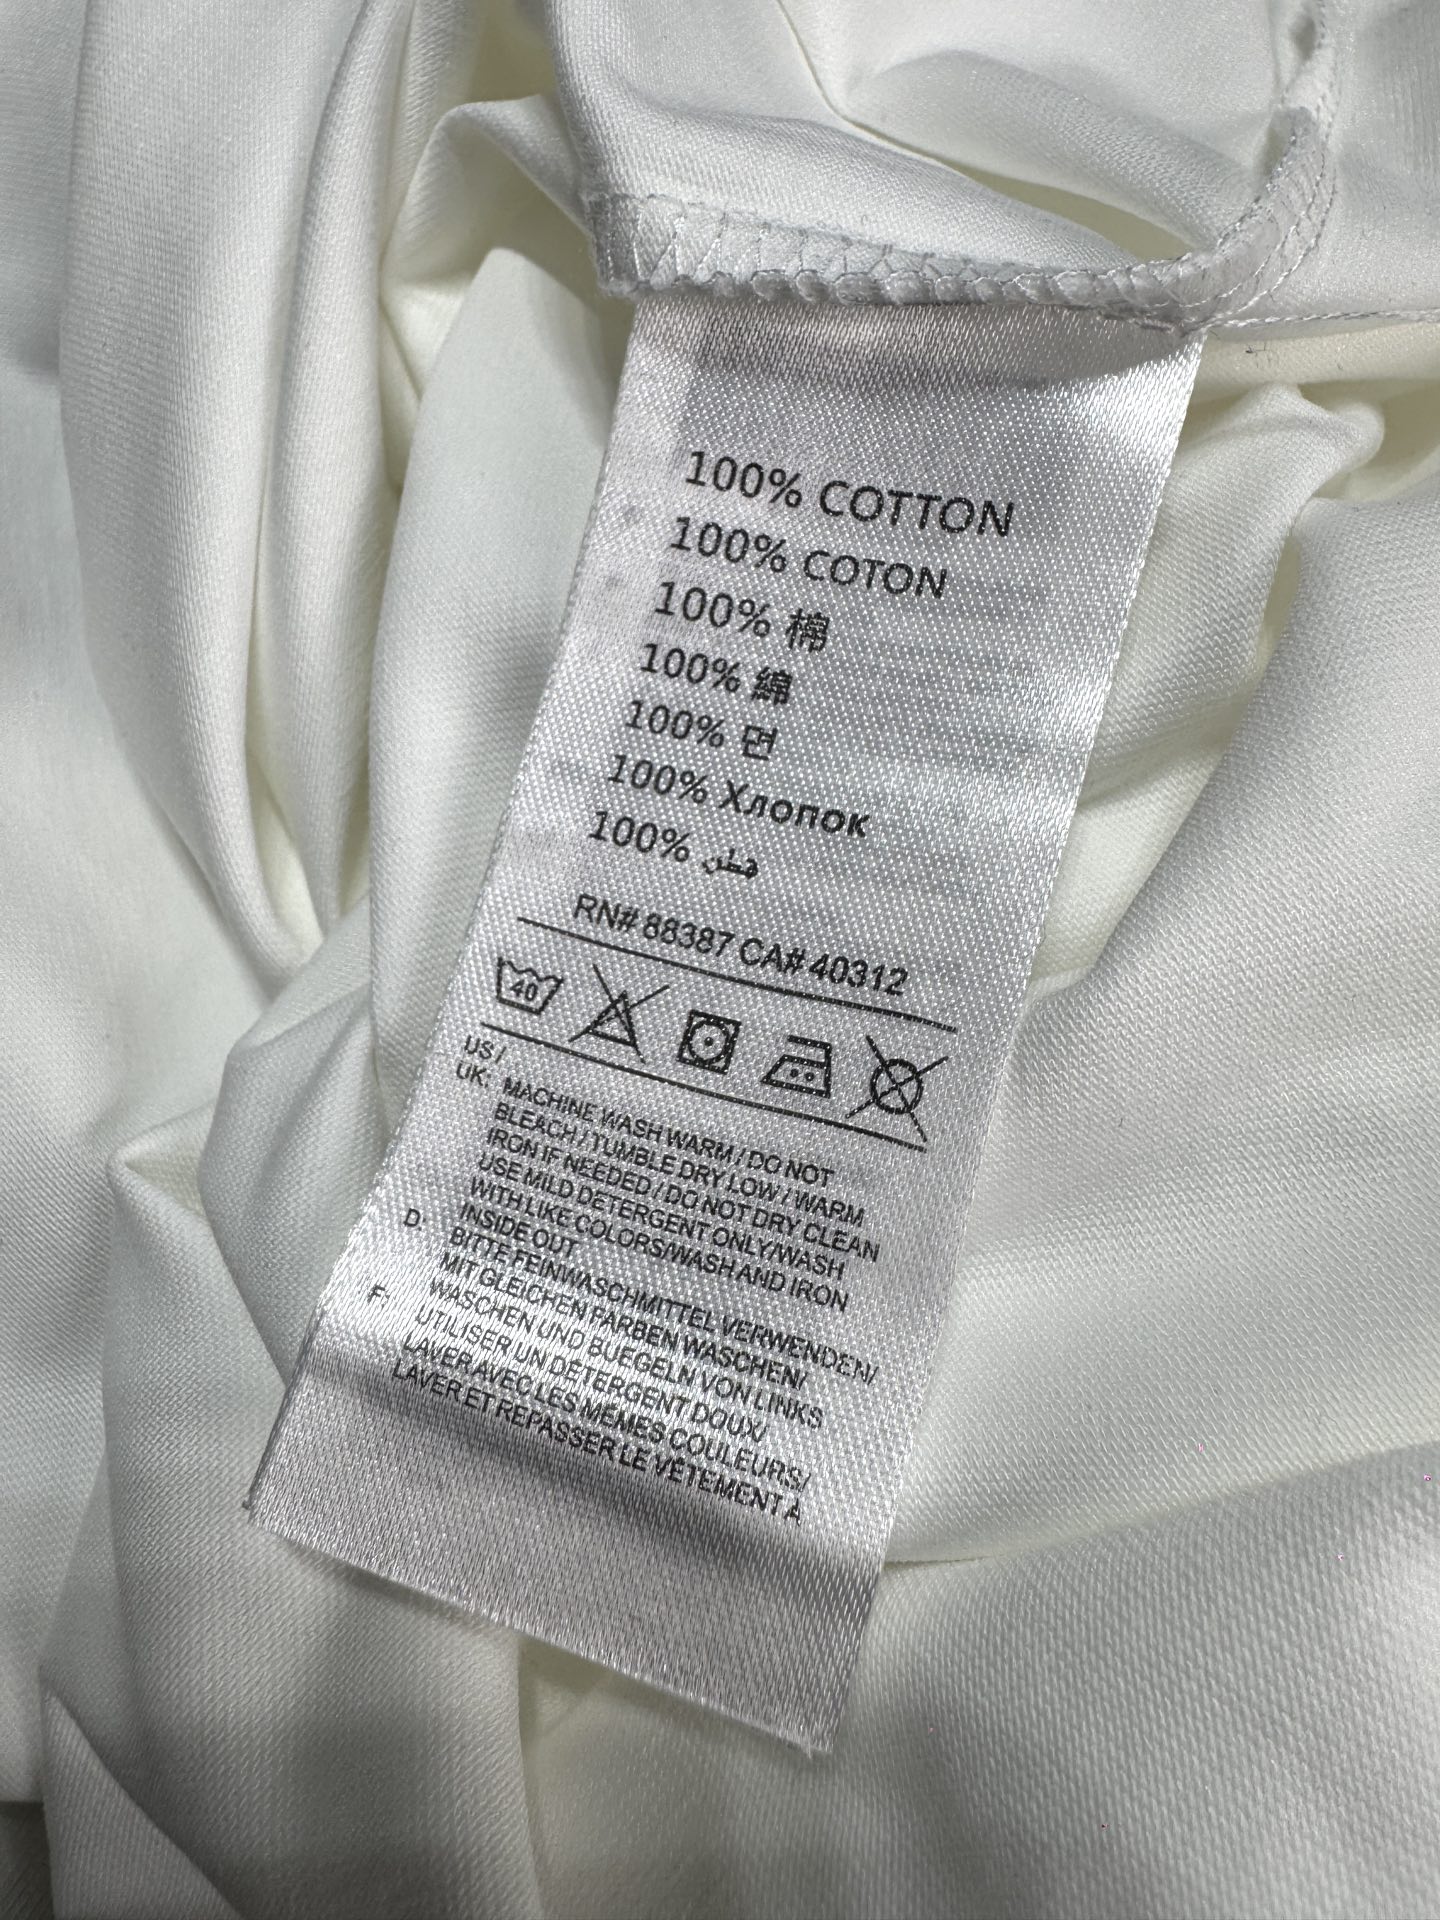 100% COTTON
100% COTON
100% 棉
100% 綿
100% 면
100% Хлопок
100% قطن
RN# 88387 CA# 40312
40
US /
UK: MACHINE WASH WARM / DO NOT
BLEACH / TUMBLE DRY LOW / WARM
IRON IF NEEDED / DO NOT DRY CLEAN
USE MILD DETERGENT ONLY/WASH
WITH LIKE COLORS/WASH AND IRON
INSIDE OUT
D: BITTE FEINWASCHMITTEL VERWENDEN/
MIT GLEICHEN FARBEN WASCHEN/
WASCHEN UND BUEGELN VON LINKS
F: UTILISER UN DÉTERGENT DOUX/
LAVER AVEC LES MÊMES COULEURS/
LAVER ET REPASSER LE VÊTEMENT À